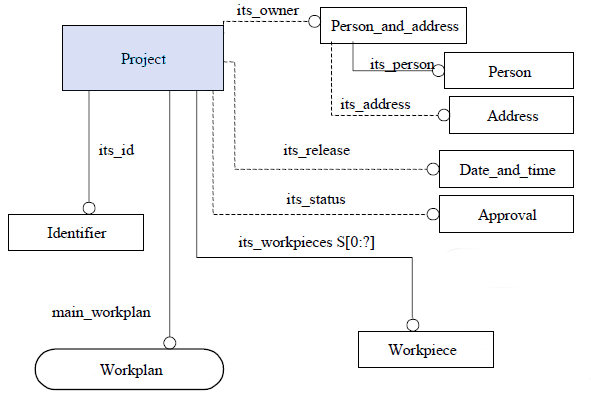 its_owner
Person_and_address
Project
its_person
Person
its_address
Address
its_id
its_release
Date_and_time
its_status
Approval
Identifier
its_workpieces S[0:?]
main_workplan
Workpiece
Workplan